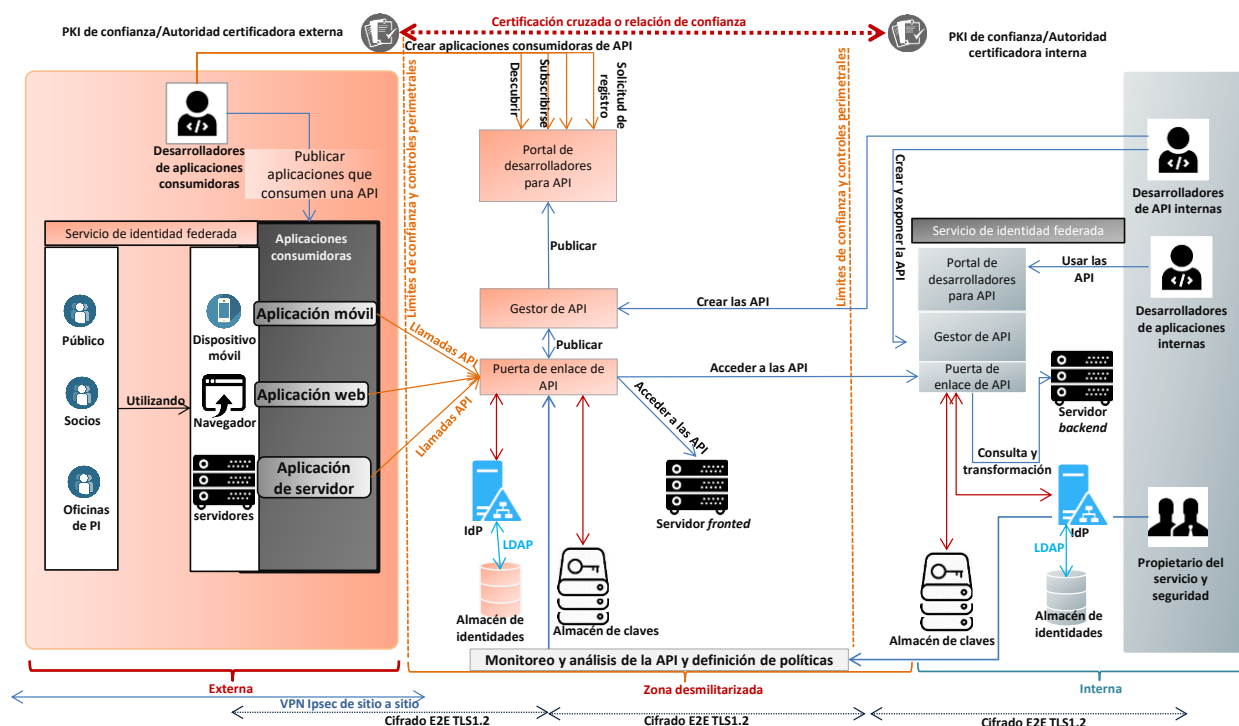 Certificación cruzada o relación de confianza
PKI de confianza/Autoridad certificadora externa
PKI de confianza/Autoridad
certificadora interna
Crear aplicaciones consumidoras de API
Descubrir
Subscribirse
Solicitud de
registro
Límites de confianza y controles perimetrales
Límites de confianza y controles perimetrales
Desarrolladores
de aplicaciones
consumidoras
Publicar
aplicaciones que
consumen una API
Portal de
desarrolladores
para API
Desarrolladores
de API internas
Crear y exponer la API
Servicio de identidad federada
Aplicaciones
consumidoras
Publicar
Servicio de identidad federada
Portal de
desarrolladores
para API
Usar las
API
Desarrolladores
de aplicaciones
internas
Público
Dispositivo
móvil
Aplicación móvil
Llamadas API
Gestor de API
Crear las API
Gestor de API
Publicar
Puerta de enlace de
API
Acceder a las API
Puerta de
enlace de API
Socios
Utilizando
Navegador
Aplicación web
Llamadas API
Acceder a las API
Servidor
backend
Consulta y
transformación
Oficinas
de PI
servidores
Aplicación
de servidor
IdP
LDAP
Servidor fronted
IdP
LDAP
Propietario del
servicio y
seguridad
Almacén de
identidades
Almacén de claves
Almacén de claves
Almacén de
identidades
Monitoreo y análisis de la API y definición de políticas
Externa
Zona desmilitarizada
Interna
VPN Ipsec de sitio a sitio
Cifrado E2E TLS1.2
Cifrado E2E TLS1.2
Cifrado E2E TLS1.2